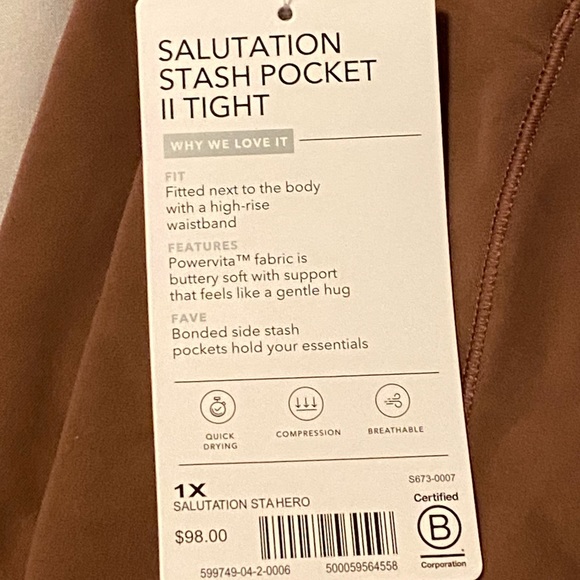 SALUTATION
STASH POCKET
II TIGHT
WHY WE LOVE IT
FIT
Fitted next to the body
with a high-rise
waistband
FEATURES
Powervita™ fabric is
buttery soft with support
that feels like a gentle hug
FAVE
Bonded side stash
pockets hold your essentials
QUICK
DRYING
COMPRESSION
BREATHABLE
S673-0007
1X
SALUTATION STAHERO
$98.00
599749-04-2-0006
500059564558
Certified
B
Corporation